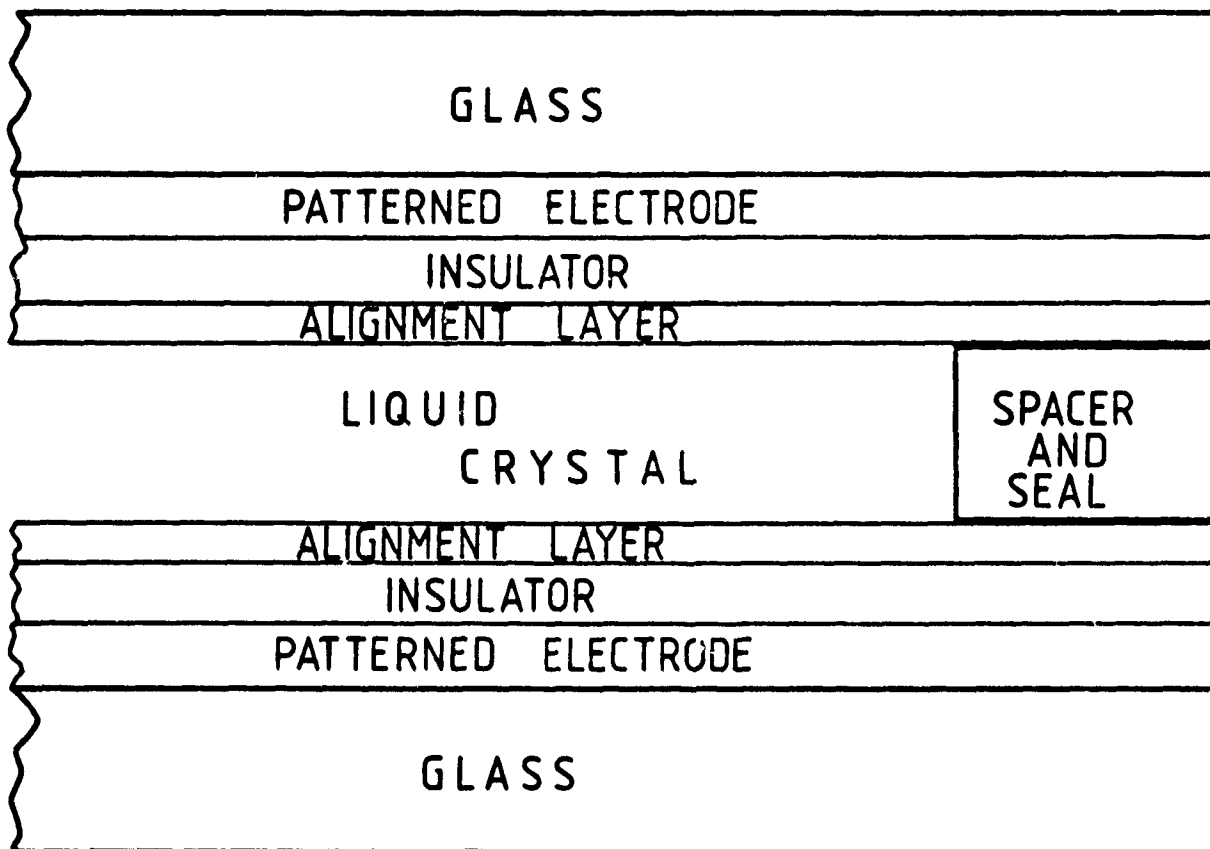 GLASS
PATTERNED ELECTRODE
INSULATOR
ALIGNMENT LAYER
LIQUID
CRYSTAL
SPACER
AND
SEAL
ALIGNMENT LAYER
INSULATOR
PATTERNED ELECTRODE
GLASS